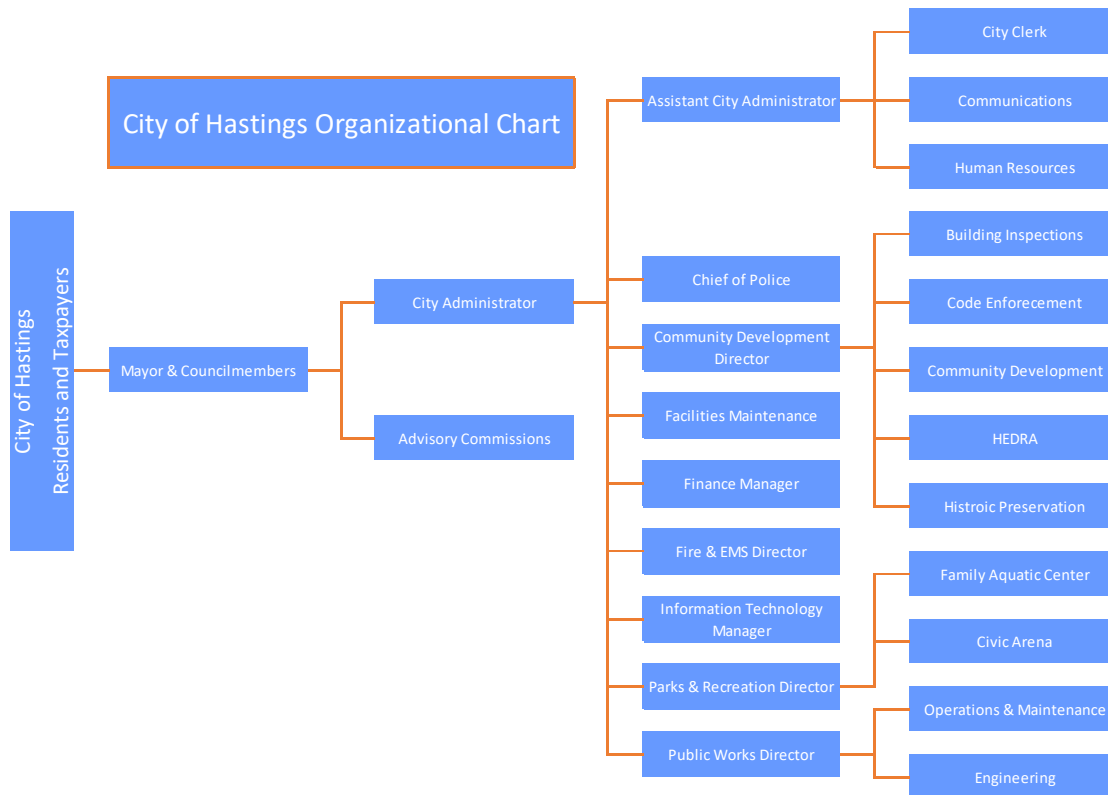 City of Hastings Organizational Chart
City of Hastings
Residents and Taxpayers
Mayor & Councilmembers
City Administrator
Advisory Commissions
Assistant City Administrator
Chief of Police
Community Development
Director
Facilities Maintenance
Finance Manager
Fire & EMS Director
Information Technology
Manager
Parks & Recreation Director
Public Works Director
City Clerk
Communications
Human Resources
Building Inspections
Code Enforecement
Community Development
HEDRA
Histroic Preservation
Family Aquatic Center
Civic Arena
Operations & Maintenance
Engineering